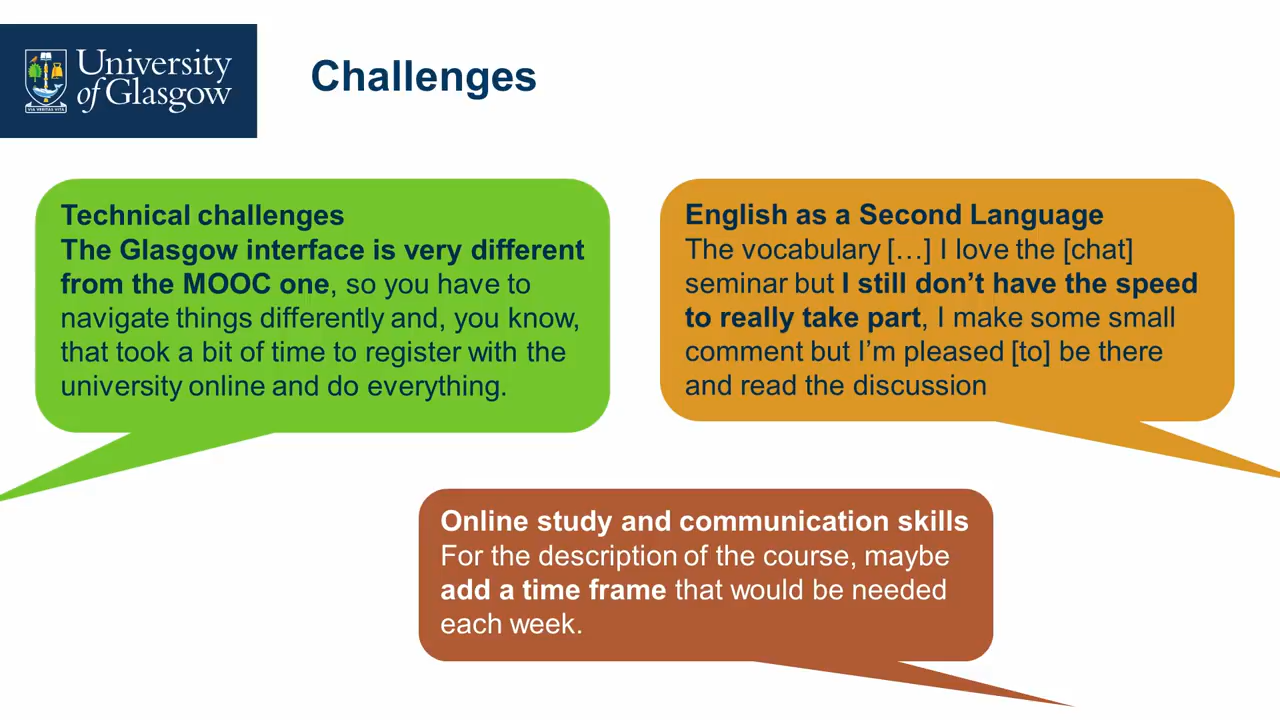 University
of Glasgow
VIA VERITAS VITA
Challenges
Technical challenges
The Glasgow interface is very different
from the MOOC one, so you have to
navigate things differently and, you know,
that took a bit of time to register with the
university online and do everything.
English as a Second Language
The vocabulary […] I love the [chat]
seminar but I still don’t have the speed
to really take part, I make some small
comment but I’m pleased [to] be there
and read the discussion
Online study and communication skills
For the description of the course, maybe
add a time frame that would be needed
each week.